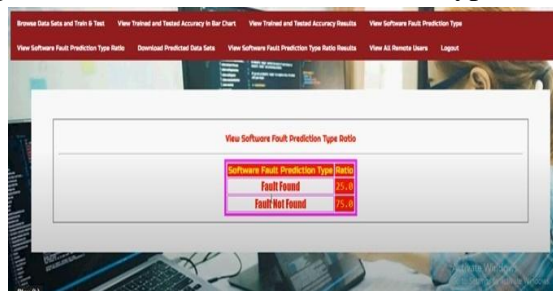 Browse Data Sets and Train & Test View Trained and Tested Accuracy in Bar Chart View Trained and Tested Accuracy Results View Software Fault Prediction Type
View Software Fault Prediction Type Ratio Download Predicted Data Sets View Software Fault Prediction Type Ratio Results View All Remote Users Logout
View Software Fault Prediction Type Ratio
Software Fault Prediction Type Ratio
Fault Found 25.0
Fault Not Found 75.0
Activate Windows